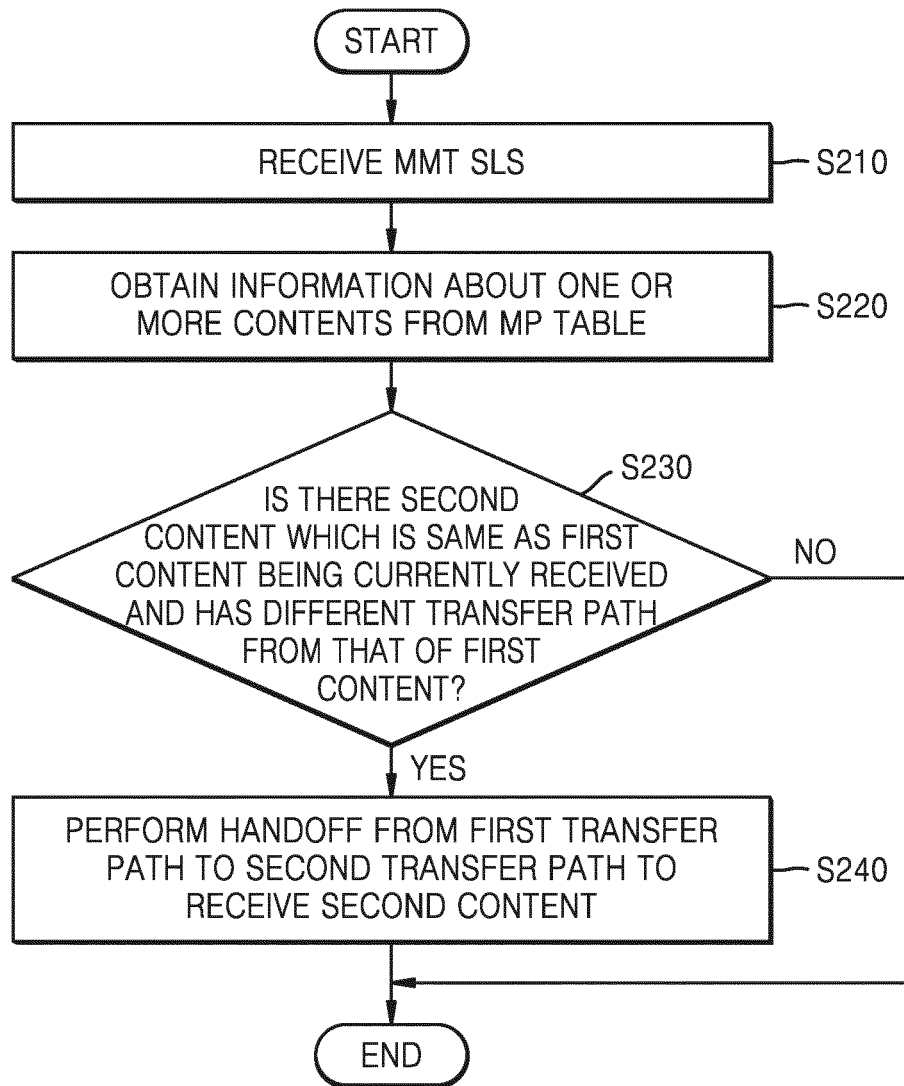 START
RECEIVE MMT SLS
S210
OBTAIN INFORMATION ABOUT ONE OR
MORE CONTENTS FROM MP TABLE
S220
S230
IS THERE SECOND
CONTENT WHICH IS SAME AS FIRST
CONTENT BEING CURRENTLY RECEIVED
AND HAS DIFFERENT TRANSFER PATH
FROM THAT OF FIRST
CONTENT?
NO
YES
PERFORM HANDOFF FROM FIRST TRANSFER
PATH TO SECOND TRANSFER PATH TO
RECEIVE SECOND CONTENT
S240
END